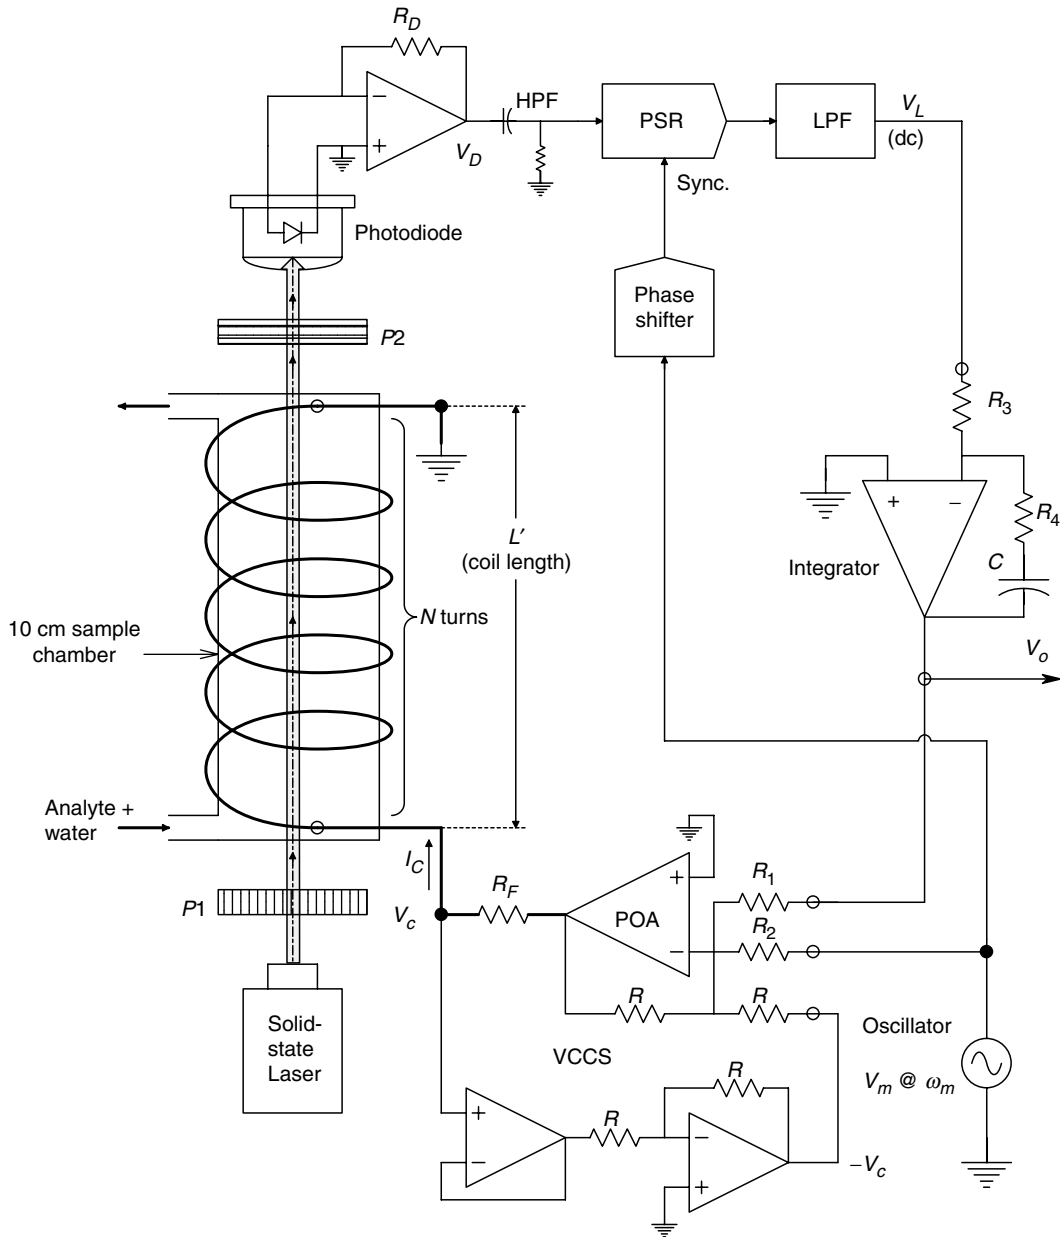 R_D
HPF
PSR
LPF
V_L
(dc)
− 
+
V_D
Sync.
Photodiode
Phase
shifter
P2
R_3
+ −
R_4
Integrator
C
L′
(coil length)
N turns
10 cm sample
chamber
V_o
Analyte +
water
I_C
R_F
+
POA
−
R_1
R_2
P1
V_c
R
R
Solid-
state
Laser
VCCS
Oscillator
V_m @ ω_m
R
R
+
−
−
+
−V_c